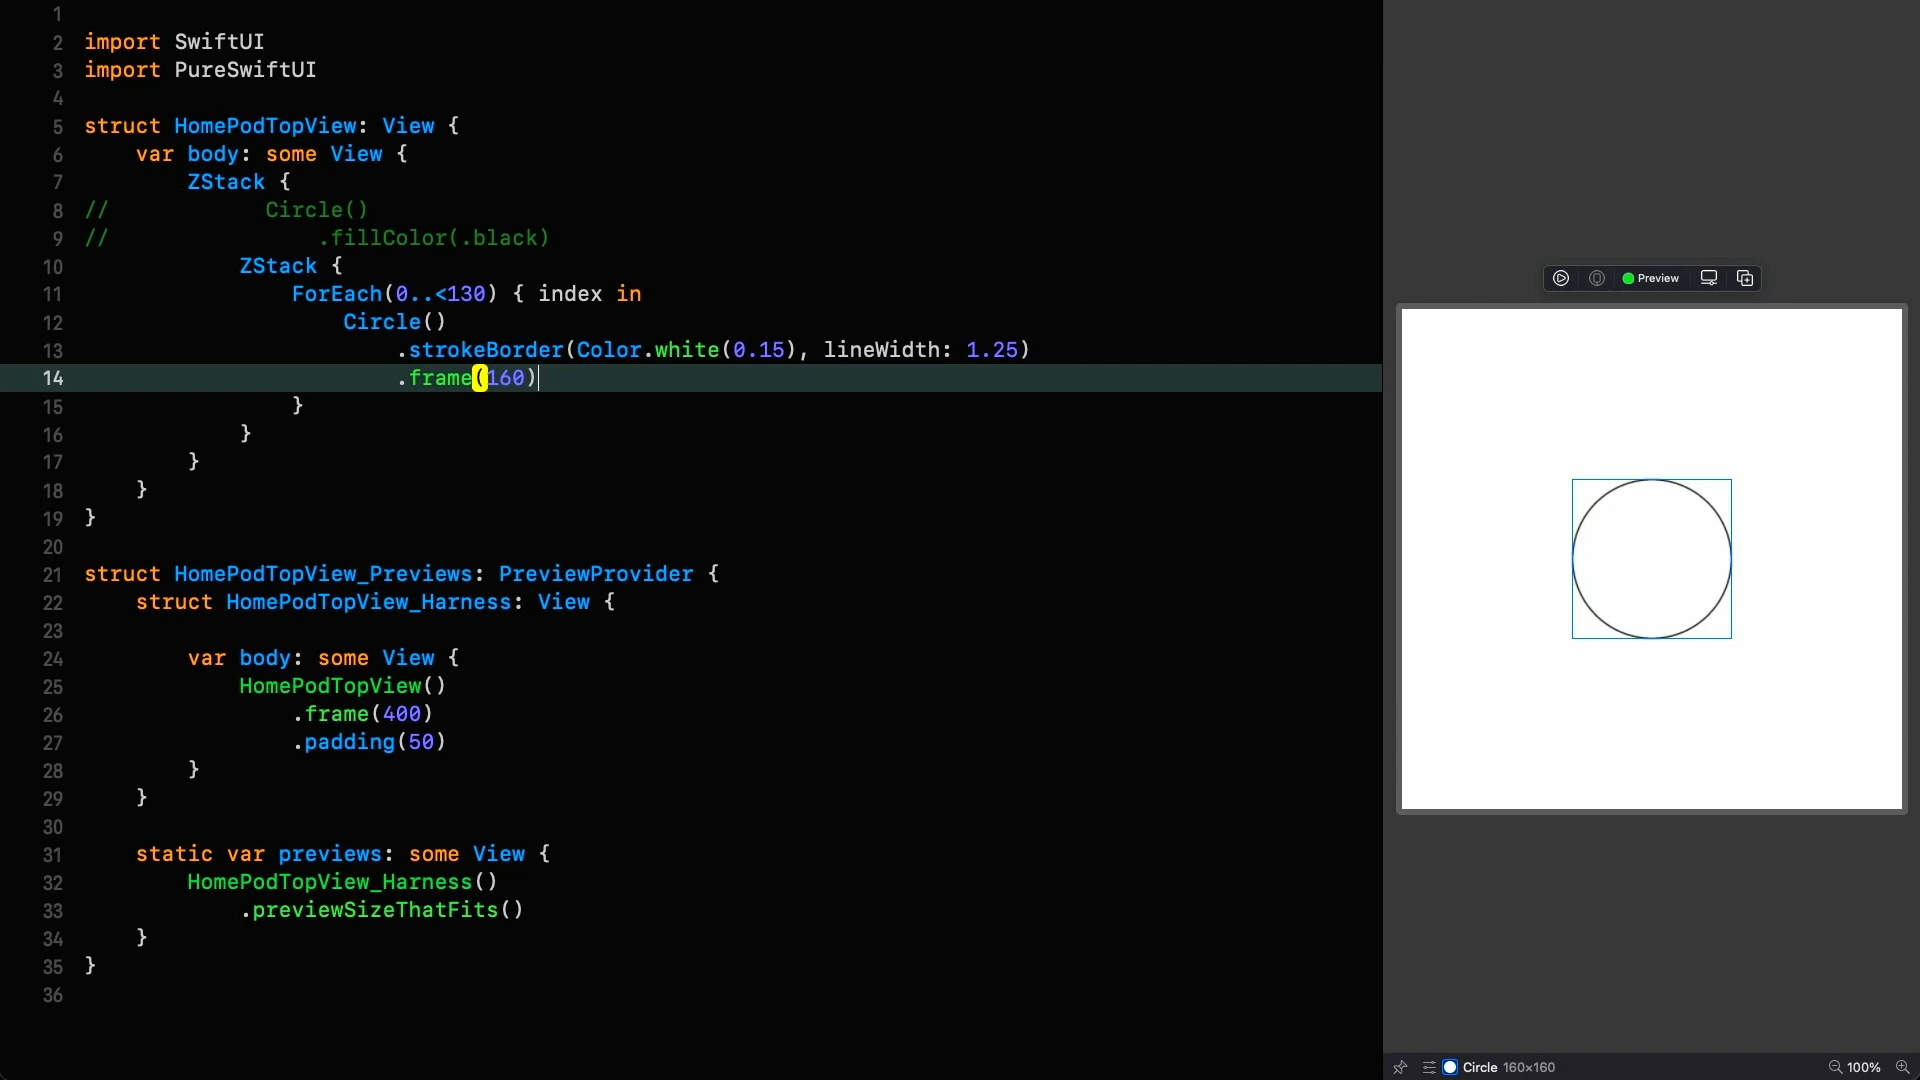 1
2 import SwiftUI
3 import PureSwiftUI
4
5 struct HomePodTopView: View {
6     var body: some View {
7         ZStack {
8 //            Circle()
9 //                .fillColor(.black)
10             ZStack {
11                 ForEach(0..<130) { index in
12                     Circle()
13                         .strokeBorder(Color.white(0.15), lineWidth: 1.25)
14                         .frame(160)
15                 }
16             }
17         }
18     }
19 }
20
21 struct HomePodTopView_Previews: PreviewProvider {
22     struct HomePodTopView_Harness: View {
23
24         var body: some View {
25             HomePodTopView()
26                 .frame(400)
27                 .padding(50)
28         }
29     }
30
31     static var previews: some View {
32         HomePodTopView_Harness()
33             .previewSizeThatFits()
34     }
35 }
36
Preview
Circle 160×160
100%